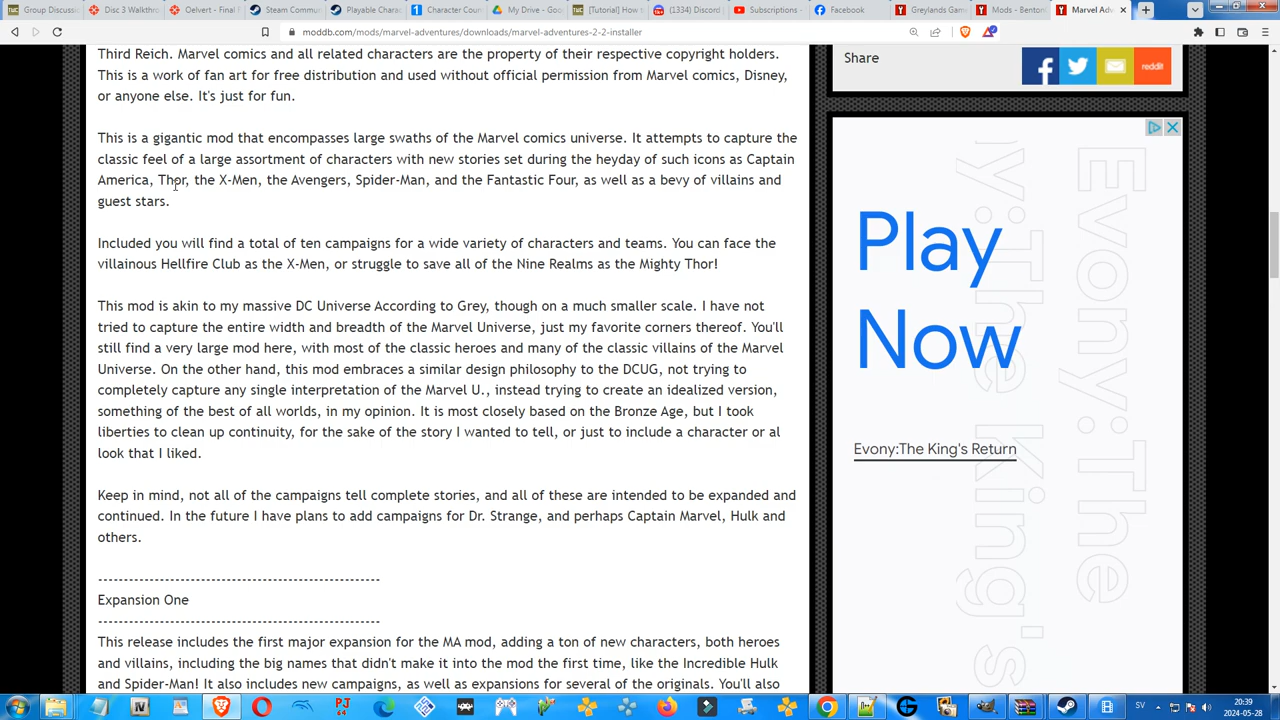 Group Discuss
Disc 3 Walkthro
Oelvert - Final F
Steam Commun
Playable Charac
Character Coun
My Drive - Goo
[Tutorial] How t
(1334) Discord
Subscriptions -
Facebook
Greylands Gam
Mods - Benton
Marvel Adven
moddb.com/mods/marvel-adventures/downloads/marvel-adventures-2-2-installer
Third Reich. Marvel comics and all related characters are the property of their respective copyright holders.
This is a work of fan art for free distribution and used without official permission from Marvel comics, Disney,
or anyone else. It's just for fun.
This is a gigantic mod that encompasses large swaths of the Marvel comics universe. It attempts to capture the
classic feel of a large assortment of characters with new stories set during the heyday of such icons as Captain
America, Thor, the X-Men, the Avengers, Spider-Man, and the Fantastic Four, as well as a bevy of villains and
guest stars.
Included you will find a total of ten campaigns for a wide variety of characters and teams. You can face the
villainous Hellfire Club as the X-Men, or struggle to save all of the Nine Realms as the Mighty Thor!
This mod is akin to my massive DC Universe According to Grey, though on a much smaller scale. I have not
tried to capture the entire width and breadth of the Marvel Universe, just my favorite corners thereof. You'll
still find a very large mod here, with most of the classic heroes and many of the classic villains of the Marvel
Universe. On the other hand, this mod embraces a similar design philosophy to the DCUG, not trying to
completely capture any single interpretation of the Marvel U., instead trying to create an idealized version,
something of the best of all worlds, in my opinion. It is most closely based on the Bronze Age, but I took
liberties to clean up continuity, for the sake of the story I wanted to tell, or just to include a character or al
look that I liked.
Keep in mind, not all of the campaigns tell complete stories, and all of these are intended to be expanded and
continued. In the future I have plans to add campaigns for Dr. Strange, and perhaps Captain Marvel, Hulk and
others.
---------------------------------------------------
Expansion One
---------------------------------------------------
This release includes the first major expansion for the MA mod, adding a ton of new characters, both heroes
and villains, including the big names that didn't make it into the mod the first time, like the Incredible Hulk
and Spider-Man! It also includes new campaigns, as well as expansions for several of the originals. You'll also
Share
reddit
Play
Now
Evony:The King's Return
Evony:The
y:The King's
SV
20:39
2024-05-28